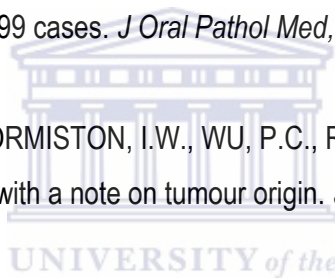 99 cases. J Oral Pathol Med,
ORMISTON, I.W., WU, P.C., F
with a note on tumour origin.
UNIVERSITY of the